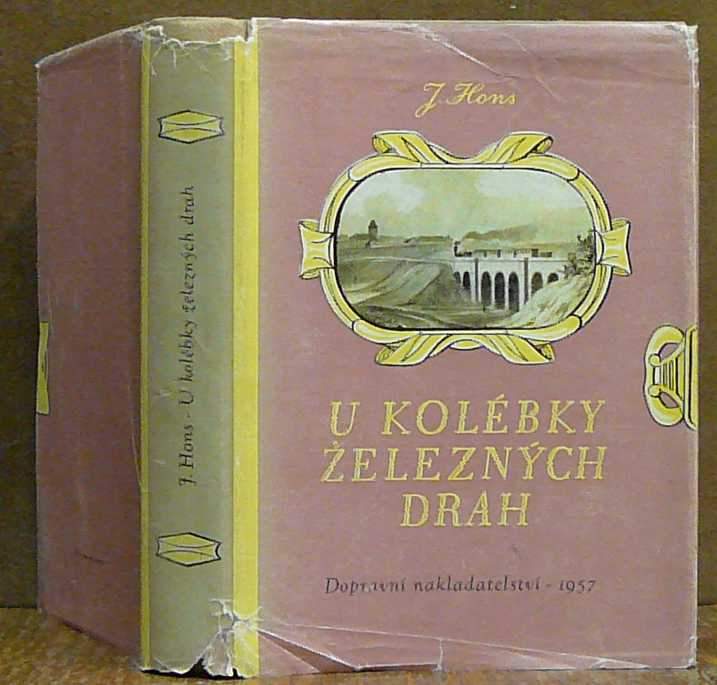 J. Hons - U kolébky železných drah
J. Hons
U KOLÉBKY
ŽELEZNÝCH
DRAH
Dopravní nakladatelství - 1957